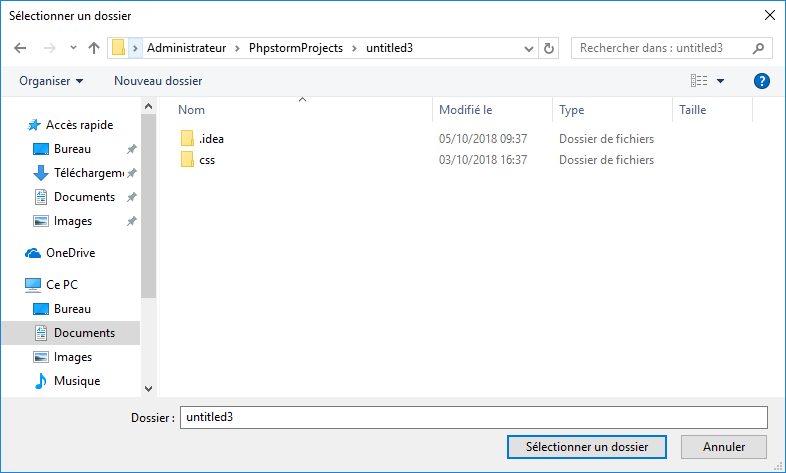 Sélectionner un dossier
Administrateur PhpstormProjects untitled3
Rechercher dans : untitled3
Organiser Nouveau dossier ?
Nom Modifié le Type Taille
.idea 05/10/2018 09:37 Dossier de fichiers
css 03/10/2018 16:37 Dossier de fichiers
Accès rapide
Bureau
Téléchargem
Documents
Images
OneDrive
Ce PC
Bureau
Documents
Images
Musique
Dossier : untitled3
Sélectionner un dossier Annuler